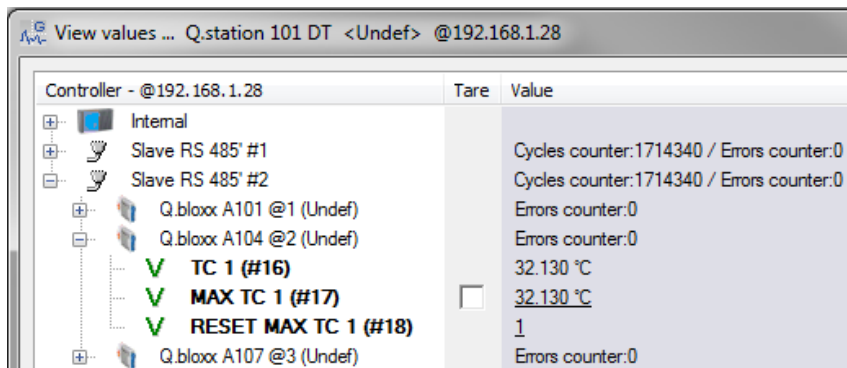 View values ... Q.station 101 DT <Undef> @192.168.1.28
Controller - @192.168.1.28 Tare Value
Internal
Slave RS 485' #1 Cycles counter:1714340 / Errors counter:0
Slave RS 485' #2 Cycles counter:1714340 / Errors counter:0
Q.bloxx A101 @1 (Undef) Errors counter:0
Q.bloxx A104 @2 (Undef) Errors counter:0
TC 1 (#16) 32.130 °C
MAX TC 1 (#17) 32.130 °C
RESET MAX TC 1 (#18) 1
Q.bloxx A107 @3 (Undef) Errors counter:0